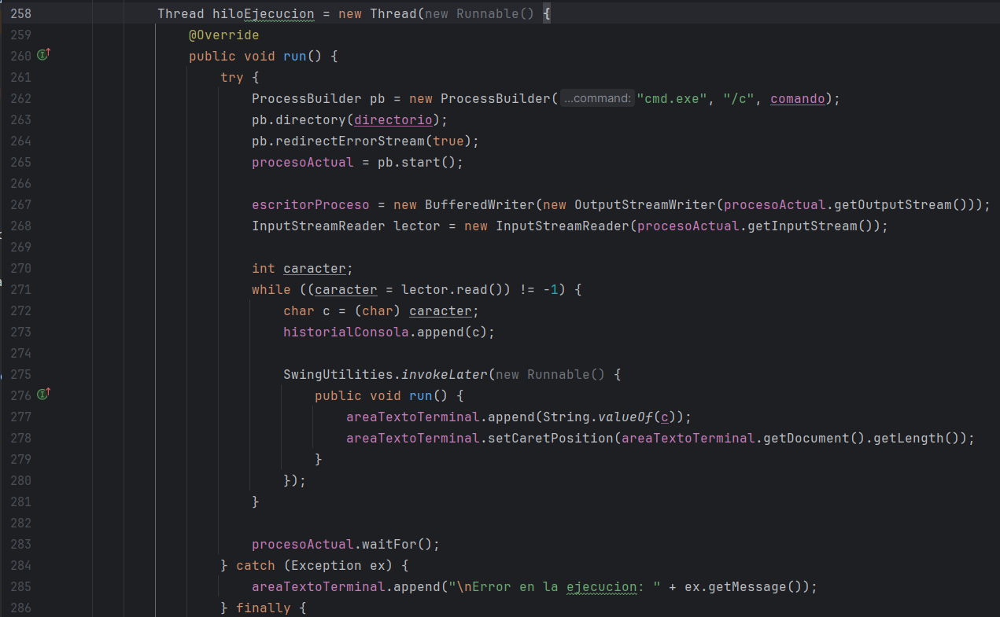 258 Thread hiloEjecucion = new Thread(new Runnable() {
259 @Override
260 public void run() {
261 try {
262 ProcessBuilder pb = new ProcessBuilder( ...command: "cmd.exe", "/c", comando);
263 pb.directory(directorio);
264 pb.redirectErrorStream(true);
265 procesoActual = pb.start();
266
267 escritorProceso = new BufferedWriter(new OutputStreamWriter(procesoActual.getOutputStream()));
268 InputStreamReader lector = new InputStreamReader(procesoActual.getInputStream());
269
270 int caracter;
271 while ((caracter = lector.read()) != -1) {
272 char c = (char) caracter;
273 historialConsola.append(c);
274
275 SwingUtilities.invokeLater(new Runnable() {
276 public void run() {
277 areaTextoTerminal.append(String.valueOf(c));
278 areaTextoTerminal.setCaretPosition(areaTextoTerminal.getDocument().getLength());
279 }
280 });
281 }
282
283 procesoActual.waitFor();
284 } catch (Exception ex) {
285 areaTextoTerminal.append("\nError en la ejecucion: " + ex.getMessage());
286 } finally {